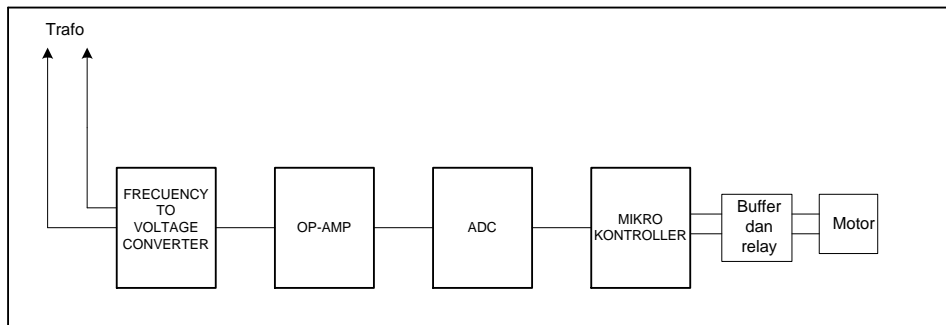 Trafo
FRECUENCY
TO
VOLTAGE
CONVERTER
OP-AMP
ADC
MIKRO
KONTROLLER
Buffer
dan
relay
Motor